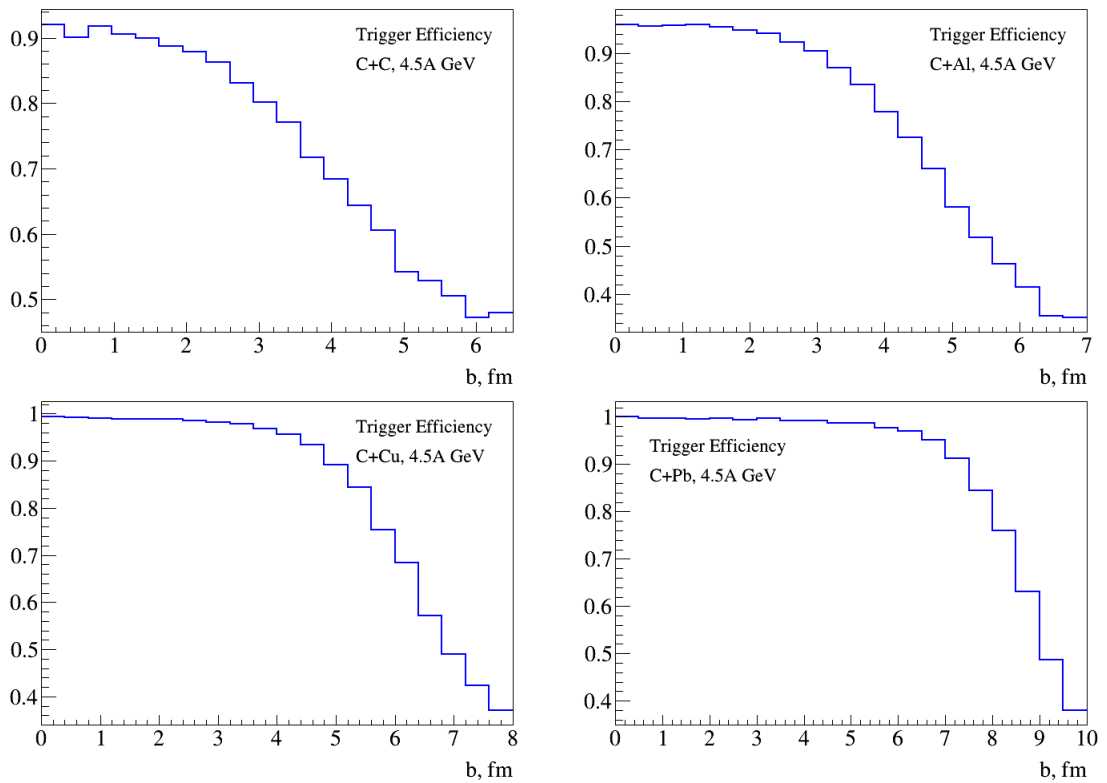 Trigger Efficiency
C+C, 4.5A GeV
0.9
0.8
0.7
0.6
0.5
0 1 2 3 4 5 6
b, fm
Trigger Efficiency
C+Al, 4.5A GeV
0.9
0.8
0.7
0.6
0.5
0.4
0 1 2 3 4 5 6 7
b, fm
Trigger Efficiency
C+Cu, 4.5A GeV
1
0.9
0.8
0.7
0.6
0.5
0.4
0 1 2 3 4 5 6 7 8
b, fm
Trigger Efficiency
C+Pb, 4.5A GeV
1
0.9
0.8
0.7
0.6
0.5
0.4
0 1 2 3 4 5 6 7 8 9 10
b, fm